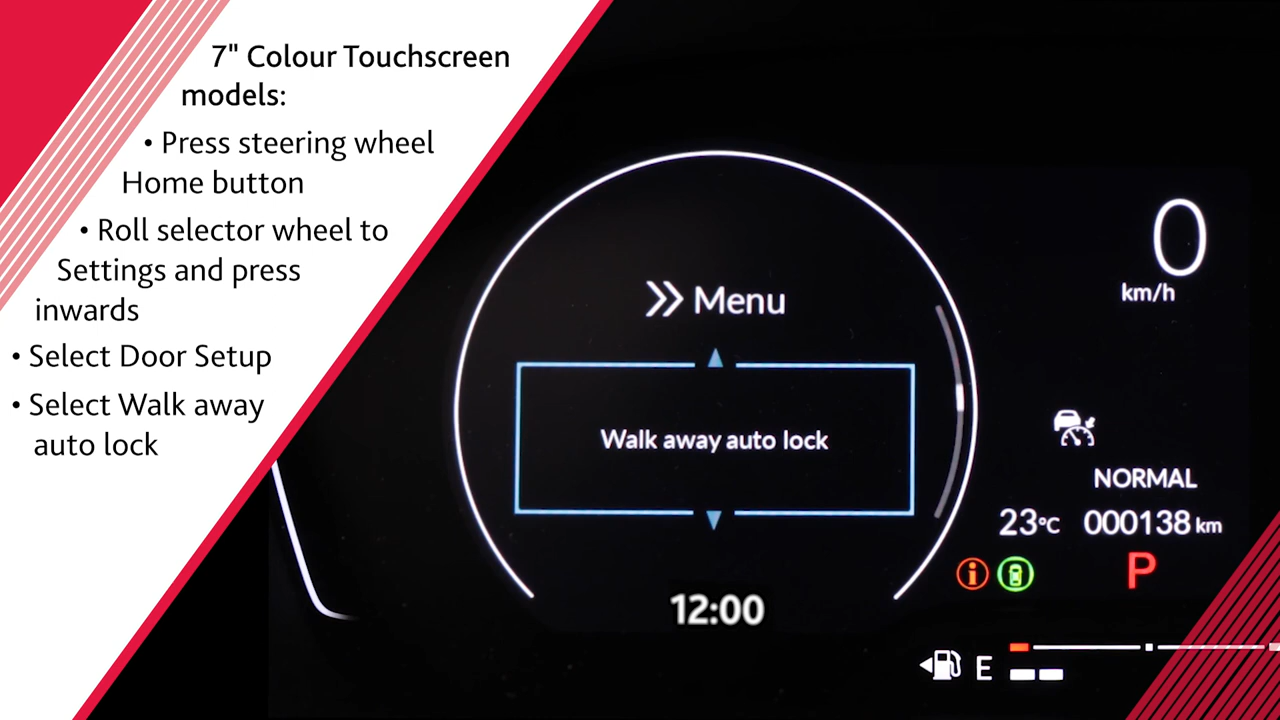 7" Colour Touchscreen
models:
• Press steering wheel
Home button
• Roll selector wheel to
Settings and press
inwards
• Select Door Setup
• Select Walk away
auto lock
0
km/h
Menu
Walk away auto lock
NORMAL
23°C 000138 km
P
12:00
E